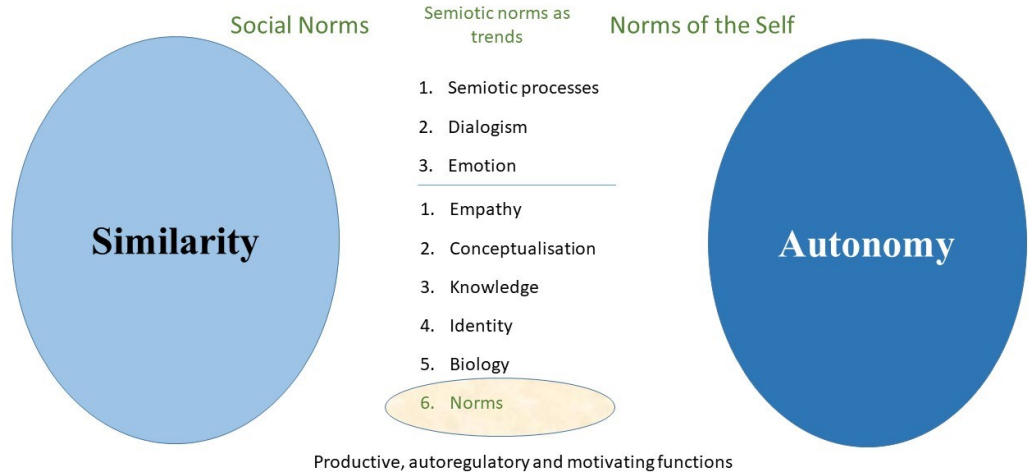 Social Norms
Semiotic norms as
trends
Norms of the Self
1. Semiotic processes
2. Dialogism
3. Emotion
1. Empathy
2. Conceptualisation
3. Knowledge
4. Identity
5. Biology
6. Norms
Similarity
Autonomy
Productive, autoregulatory and motivating functions